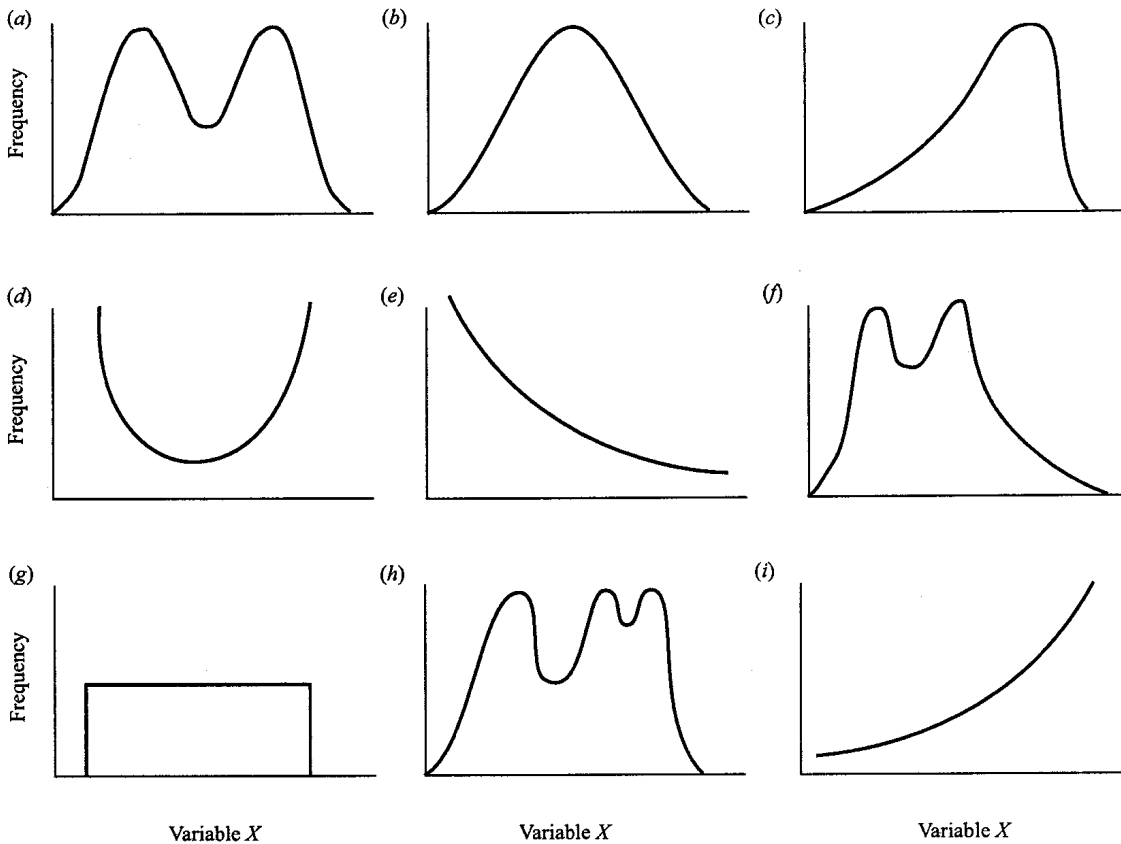 (a)
(b)
(c)
Frequency
(d)
(e)
(f)
Frequency
(g)
(h)
(i)
Frequency
Variable X
Variable X
Variable X